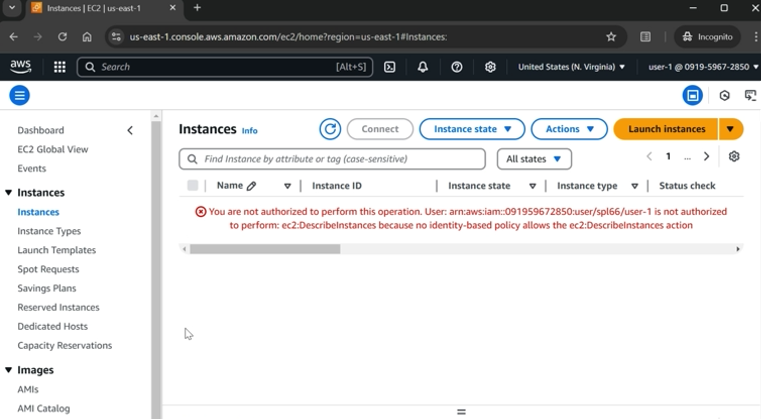 Instances | EC2 | us-east-1
us-east-1.console.aws.amazon.com/ec2/home?region=us-east-1#Instances:
Incognito
aws
Search
[Alt+S]
United States (N. Virginia)
user-1 @ 0919-5967-2850
Dashboard
EC2 Global View
Events
Instances
Instances
Instance Types
Launch Templates
Spot Requests
Savings Plans
Reserved Instances
Dedicated Hosts
Capacity Reservations
Images
AMIs
AMI Catalog
Instances Info
Connect
Instance state
Actions
Launch instances
Find Instance by attribute or tag (case-sensitive)
All states
1 ...
Name
Instance ID
Instance state
Instance type
Status check
You are not authorized to perform this operation. User: arn:aws:iam::091959672850:user/spl66/user-1 is not authorized
to perform: ec2:DescribeInstances because no identity-based policy allows the ec2:DescribeInstances action